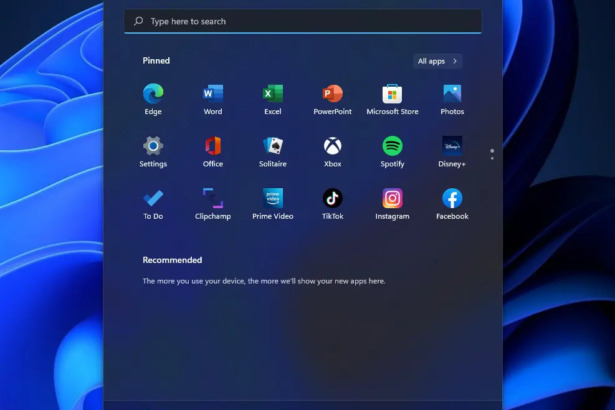 Type here to search
Pinned
All apps
Edge
Word
Excel
PowerPoint
Microsoft Store
Photos
Settings
Office
Solitaire
Xbox
Spotify
Disney+
To Do
Clipchamp
Prime Video
TikTok
Instagram
Facebook
Recommended
The more you use your device, the more we'll show your new apps here.